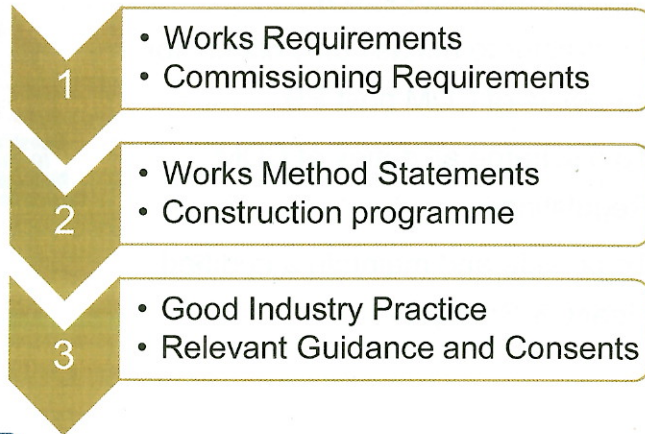 1
• Works Requirements
• Commissioning Requirements
2
• Works Method Statements
• Construction programme
3
• Good Industry Practice
• Relevant Guidance and Consents